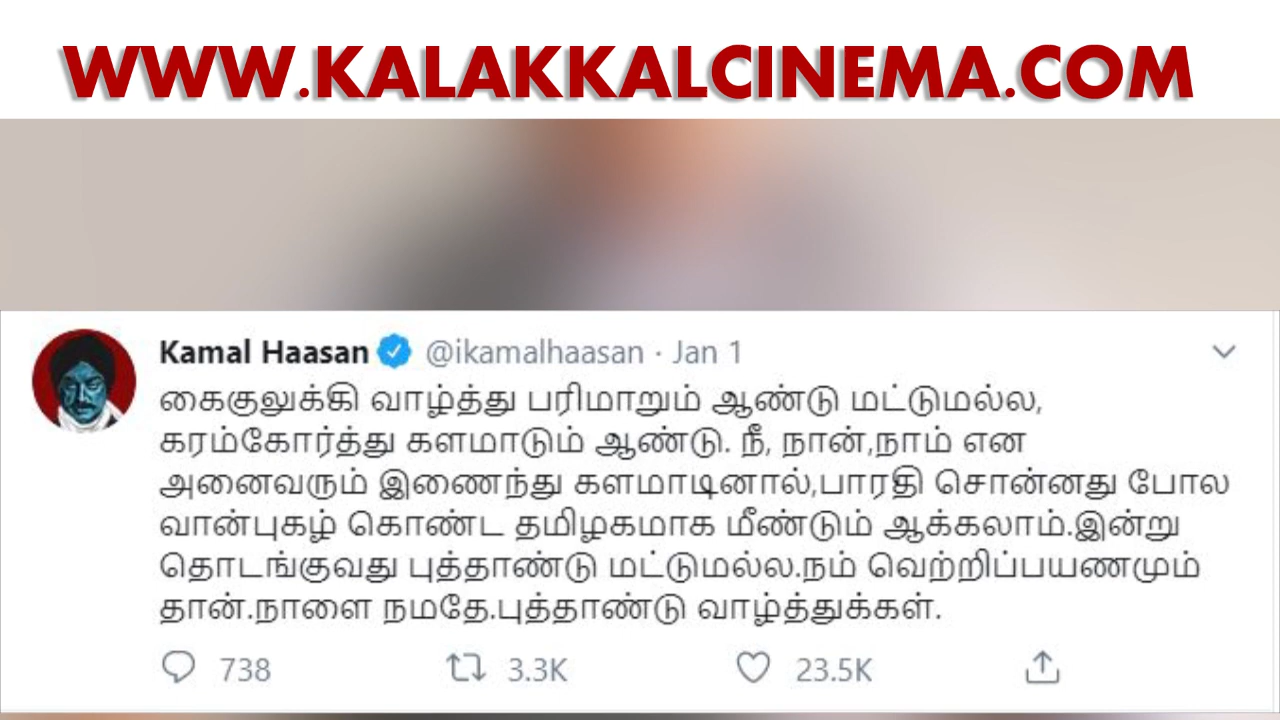 WWW.KALAKKALCINEMA.COM
Kamal Haasan @ikamalhaasan · Jan 1
கைகுலுக்கி வாழ்த்து பரிமாறும் ஆண்டு மட்டுமல்ல,
கரம்கோர்த்து களமாடும் ஆண்டு. நீ, நான்,நாம் என
அனைவரும் இணைந்து களமாடினால்,பாரதி சொன்னது போல
வான்புகழ் கொண்ட தமிழகமாக மீண்டும் ஆக்கலாம்.இன்று
தொடங்குவது புத்தாண்டு மட்டுமல்ல.நம் வெற்றிப்பயணமும்
தான்.நாளை நமதே.புத்தாண்டு வாழ்த்துக்கள்.
738 3.3K 23.5K